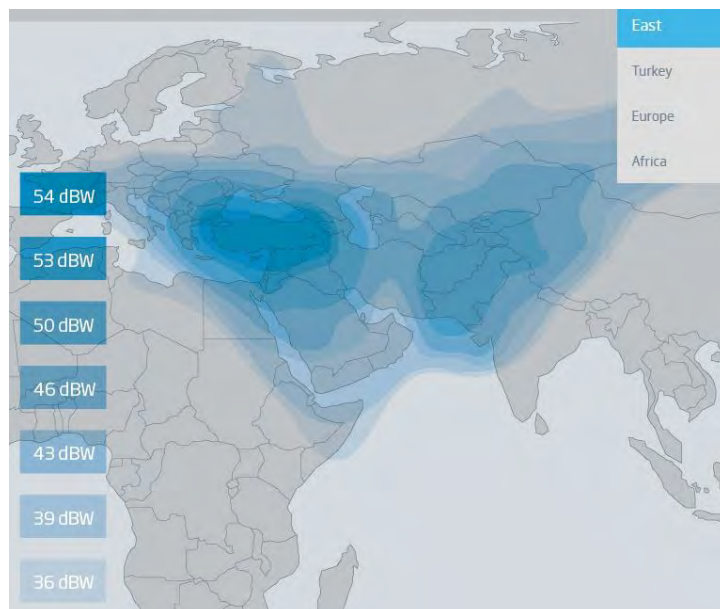 East
Turkey
Europe
Africa
54 dBW
53 dBW
50 dBW
46 dBW
43 dBW
39 dBW
36 dBW